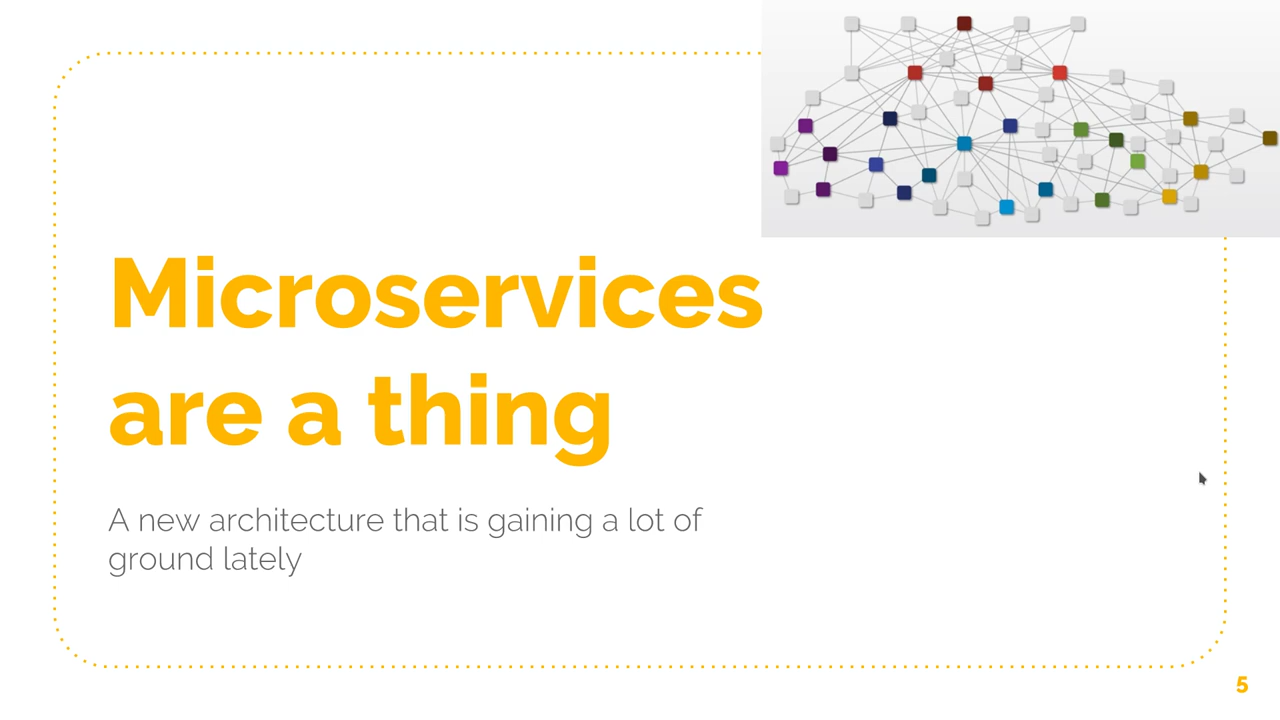 Microservices
are a thing
A new architecture that is gaining a lot of
ground lately
5